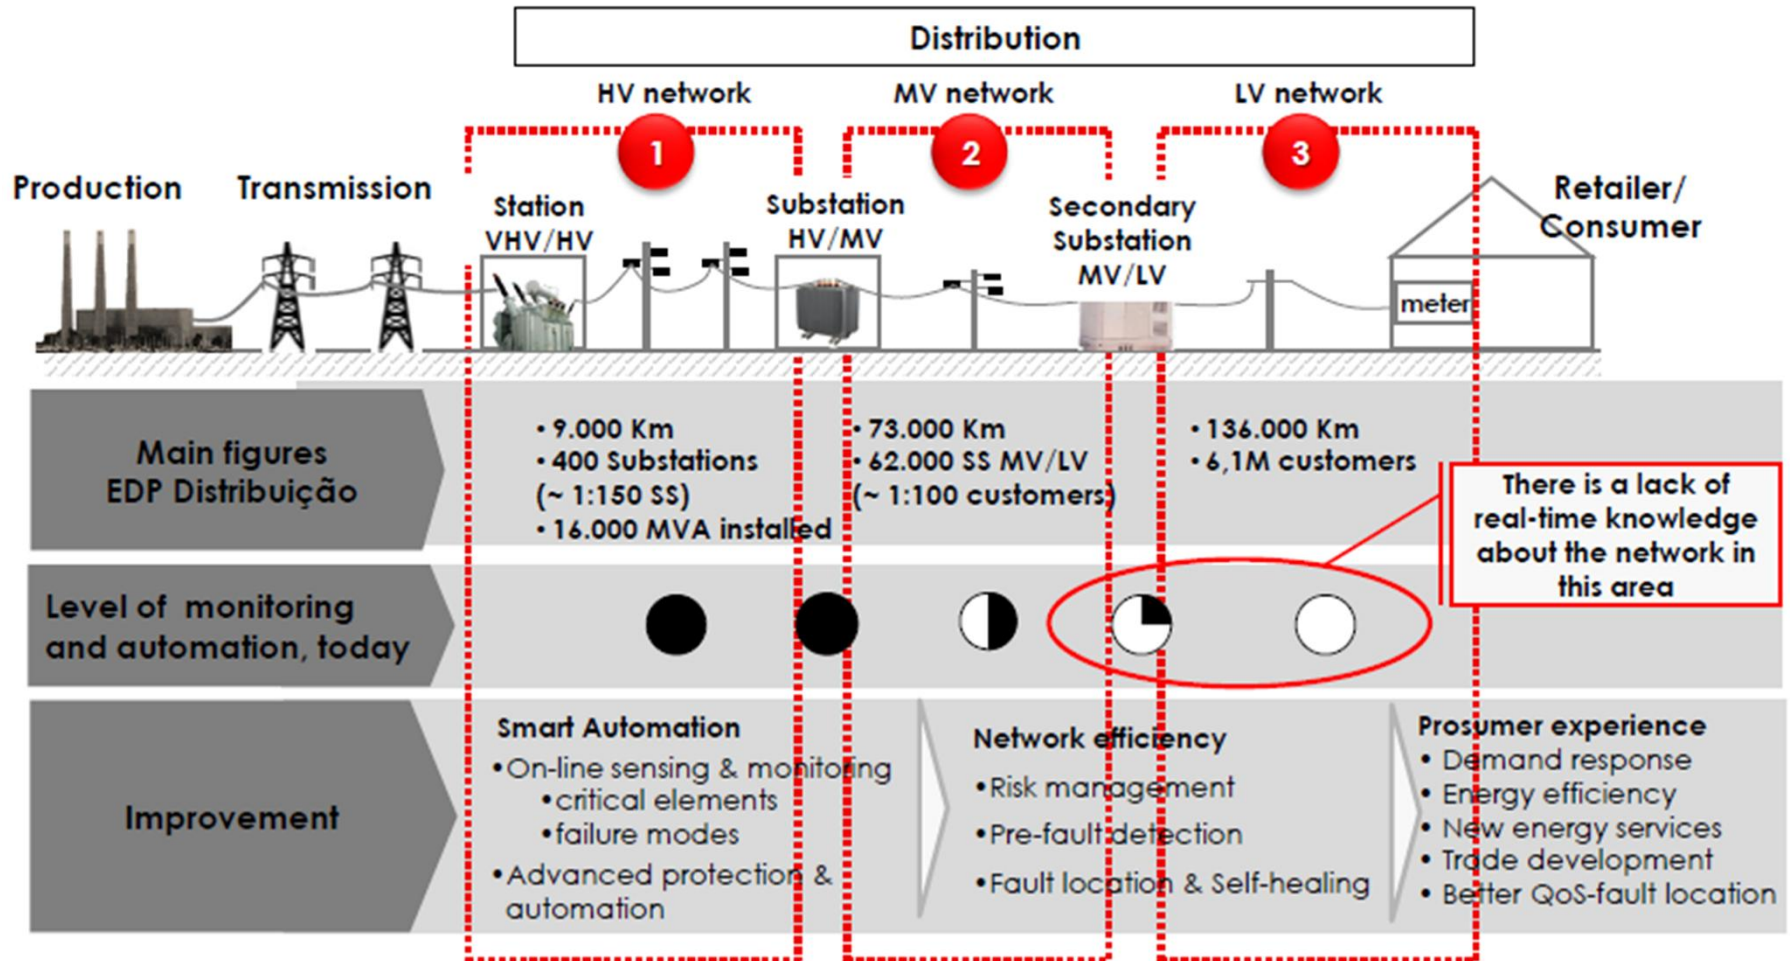 Distribution
HV network
MV network
LV network
1
2
3
Production
Transmission
Station
VHV/HV
Substation
HV/MV
Secondary
Substation
MV/LV
Retailer/
Consumer
meter
Main figures
EDP Distribuição
• 9.000 Km
• 400 Substations
(~ 1:150 SS)
• 16.000 MVA installed
• 73.000 Km
• 62.000 SS MV/LV
(~ 1:100 customers)
• 136.000 Km
• 6,1M customers
There is a lack of
real-time knowledge
about the network in
this area
Level of monitoring
and automation, today
Improvement
Smart Automation
•On-line sensing & monitoring
•critical elements
•failure modes
•Advanced protection &
automation
Network efficiency
•Risk management
•Pre-fault detection
•Fault location & Self-healing
Prosumer experience
• Demand response
• Energy efficiency
• New energy services
• Trade development
• Better QoS-fault location